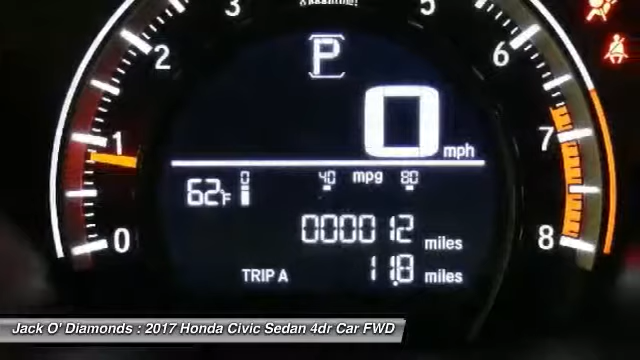 3 5
2 P 6
0 mph
1 7
0 40 mpg 80
62°F
000012 miles
0 8
TRIP A 11.8 miles
Jack O' Diamonds : 2017 Honda Civic Sedan 4dr Car FWD